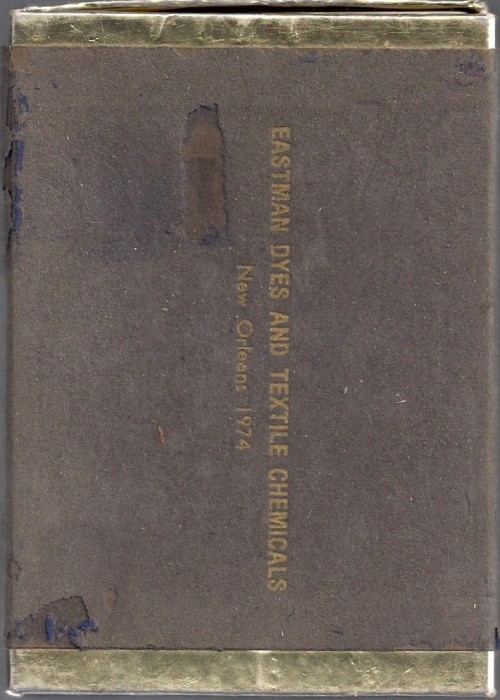 EASTMAN DYES AND TEXTILE CHEMICALS
New Orleans 1974